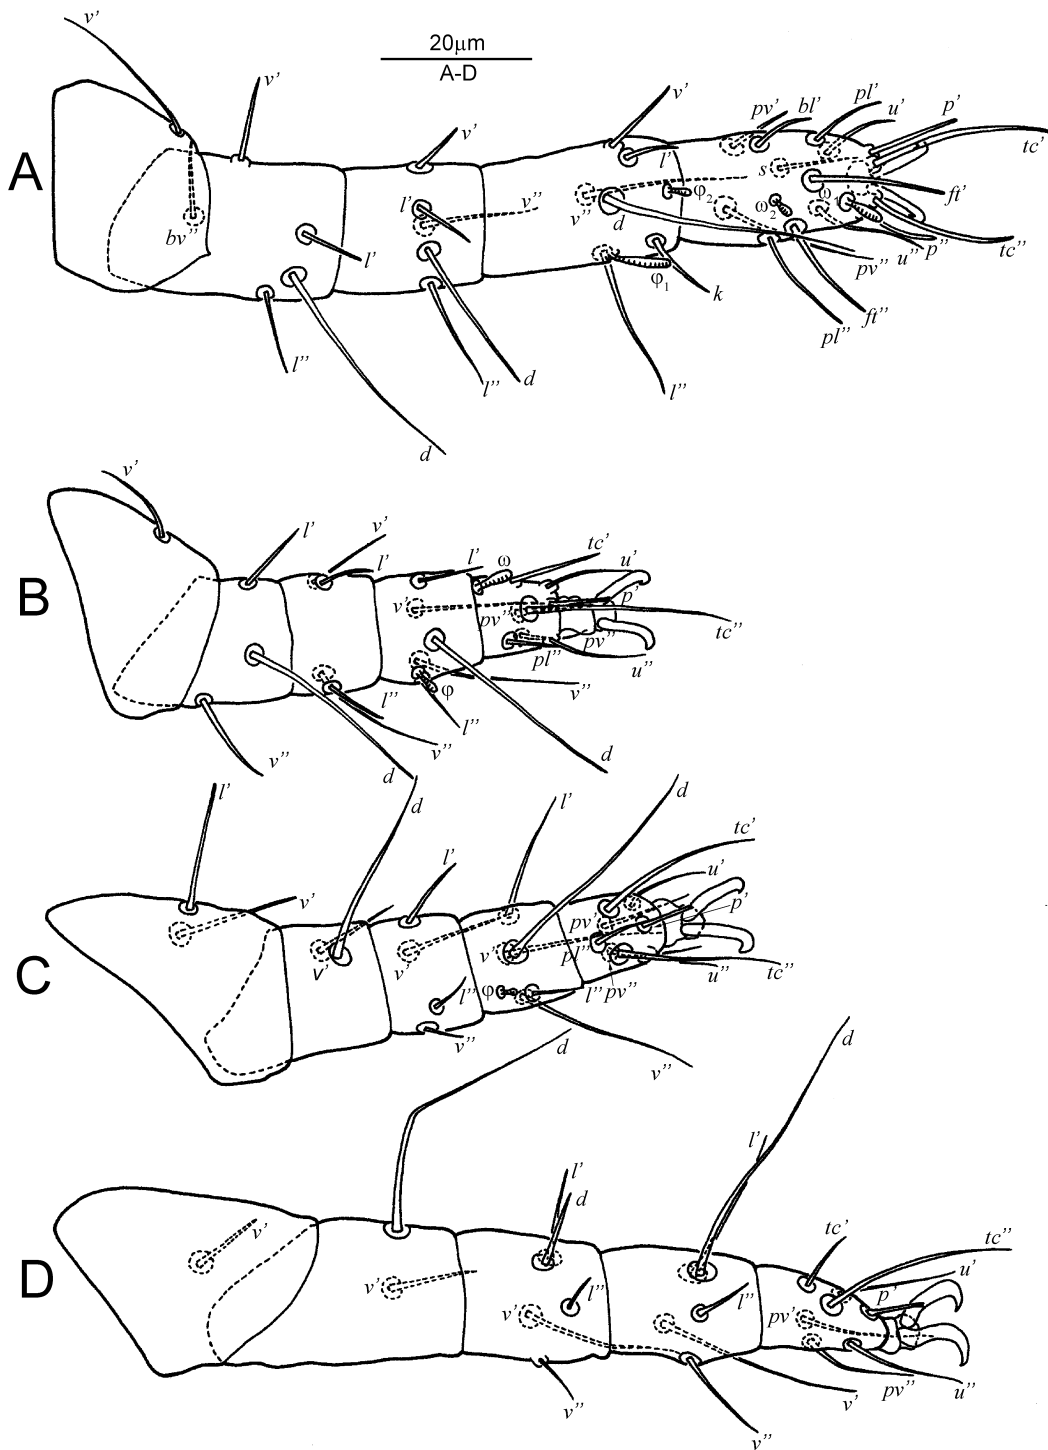 20μm
A-D
A
v’
v’
v’
v’
pv’
bl’
pl’
u’
p’
tc’
bv”
l’
l’
v”
l’
v”
d
φ2
s
ω2
ω1
ft’
l”
l”
d
φ1
k
pv”
u”
p”
tc”
pl”
ft”
l”
d
B
v’
l’
v’
l’
l’
ω
tc’
u’
v’
pv”
p’
tc”
pl”
pv”
u”
v”
d
l”
v”
φ
l”
v”
d
C
l’
d
l’
l’
d
tc’
u’
v’
v’
v’
v’
pv’
pl”
p’
l”
φ
l”
pv”
u”
tc”
v”
v”
D
v’
d
l’
d
l’
d
v’
l”
v’
l”
tc’
tc”
u’
p’
pv’
v”
v”
v’
pv”
u”